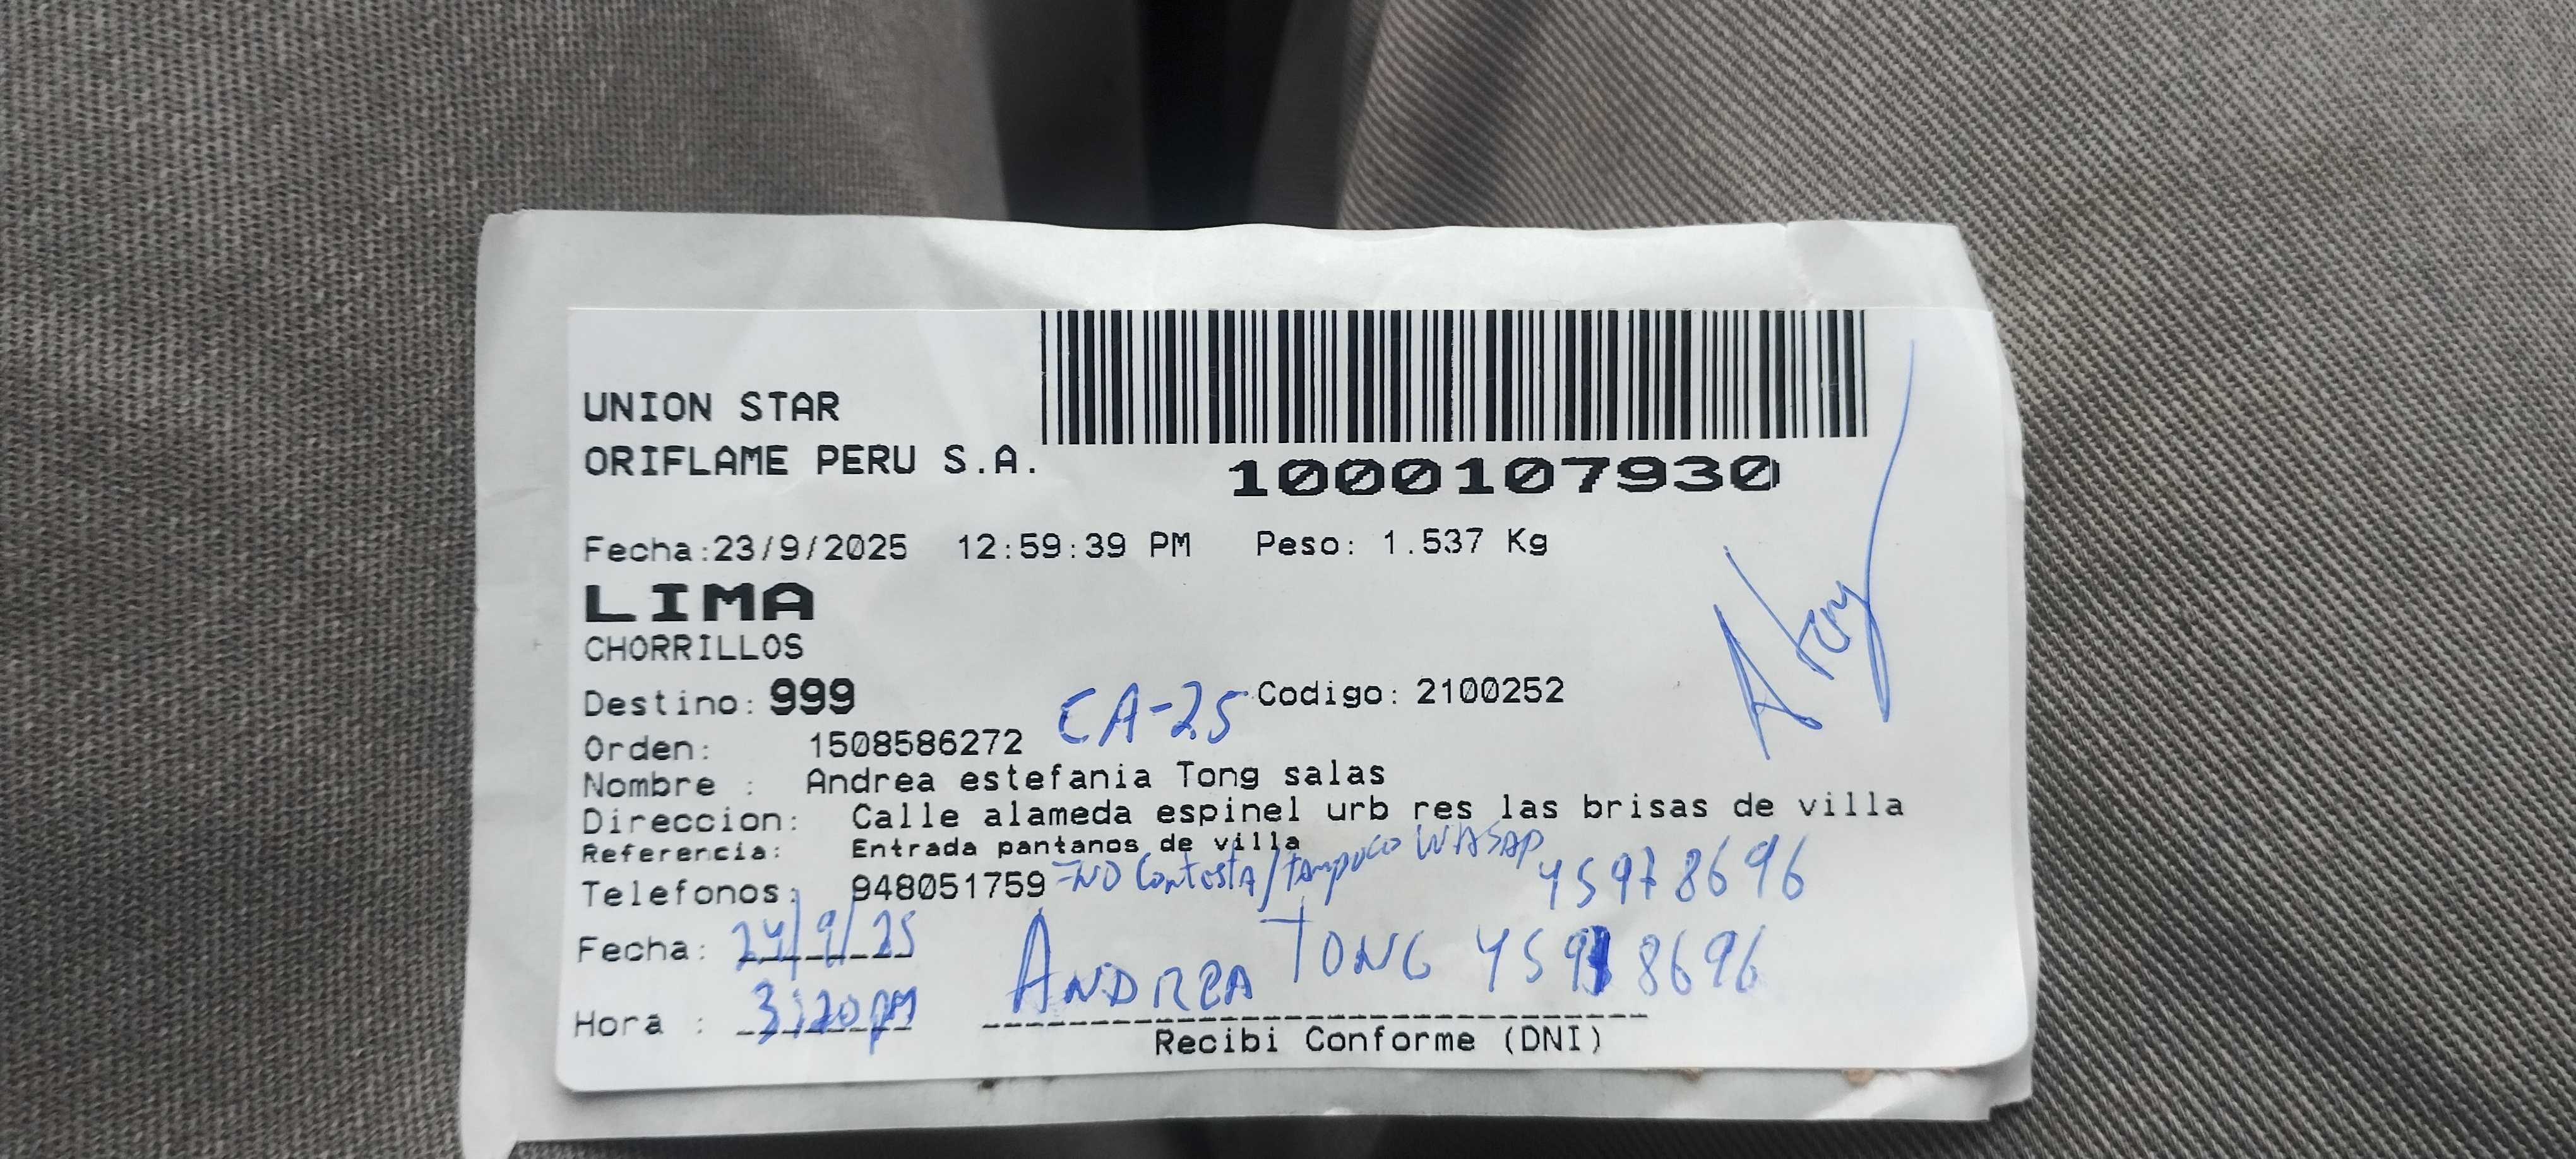 UNION STAR
ORIFLAME PERU S.A.
1000107930
Fecha:23/9/2025 12:59:39 PM Peso: 1.537 Kg
LIMA
CHORRILLOS
Destino: 999 CA-25 Codigo: 2100252
Orden: 1508586272
Nombre : Andrea estefania Tong salas
Direccion: Calle alameda espinel urb res las brisas de villa
Referencia: Entrada pantanos de villa
Telefonos: 948051759 =NO Contesta/tampoco WASAP 45978696
Fecha: 24/9/25
ANDREA TONG 45978696
Hora : 3:20pm
Recibi Conforme (DNI)